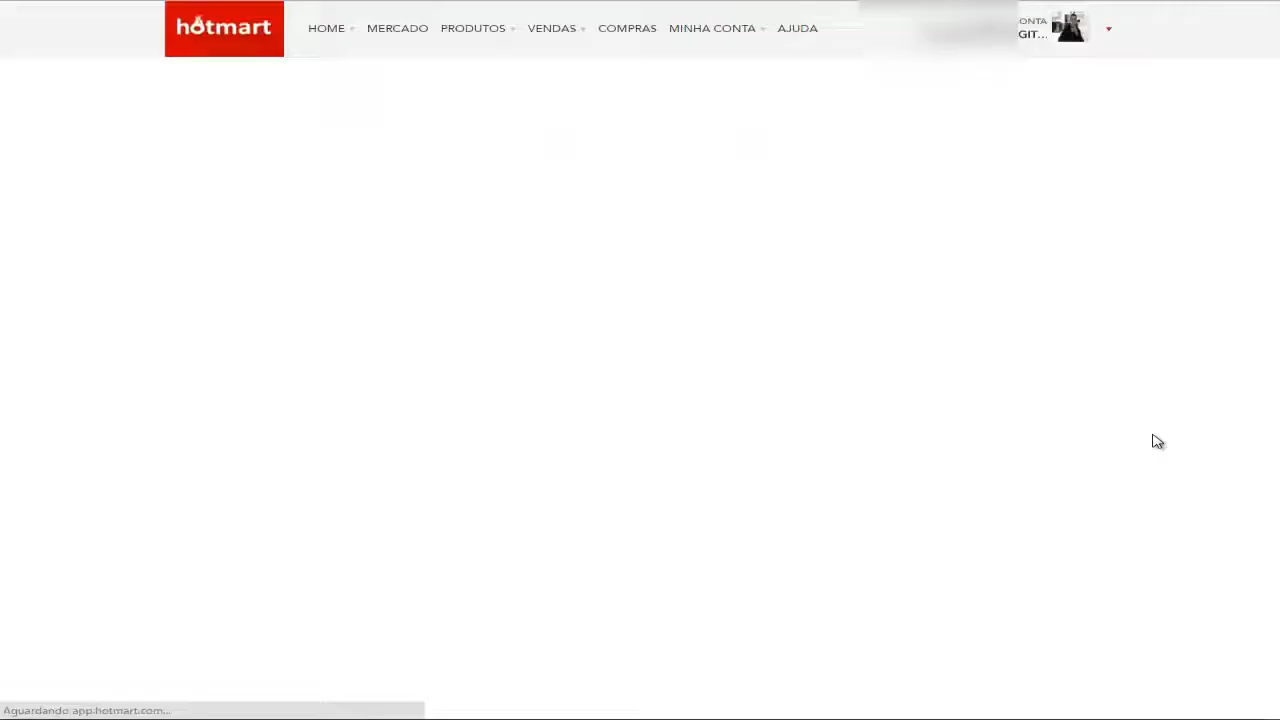 hotmart
HOME MERCADO PRODUTOS VENDAS COMPRAS MINHA CONTA AJUDA
ONTA
GIT...
Aguardando app.hotmart.com...